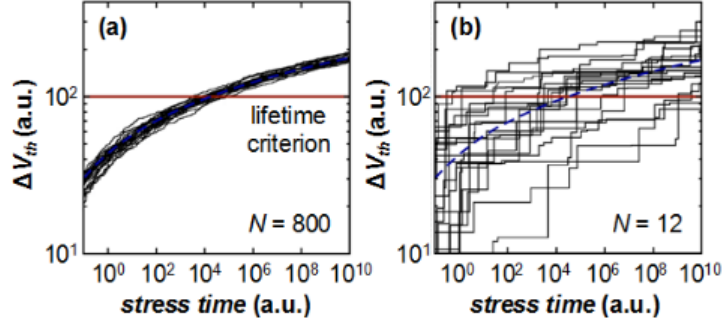 (a)
10²
ΔVth (a.u.)
lifetime
criterion
N = 800
10¹
10⁰ 10² 10⁴ 10⁶ 10⁸ 10¹⁰
stress time (a.u.)
(b)
10²
ΔVth (a.u.)
N = 12
10¹
10⁰ 10² 10⁴ 10⁶ 10⁸ 10¹⁰
stress time (a.u.)